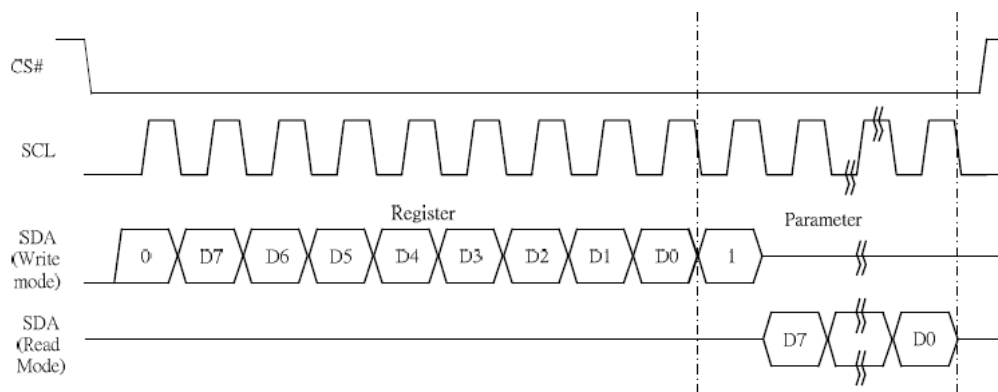 CS#
SCL
Register
Parameter
SDA
(Write
mode)
0 D7 D6 D5 D4 D3 D2 D1 D0 1
SDA
(Read
Mode)
D7 D0